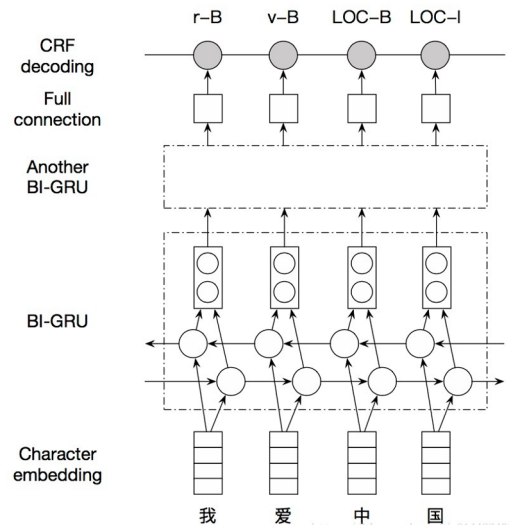 r-B v-B LOC-B LOC-I
CRF
decoding
Full
connection
Another
BI-GRU
BI-GRU
Character
embedding
我 爱 中 国